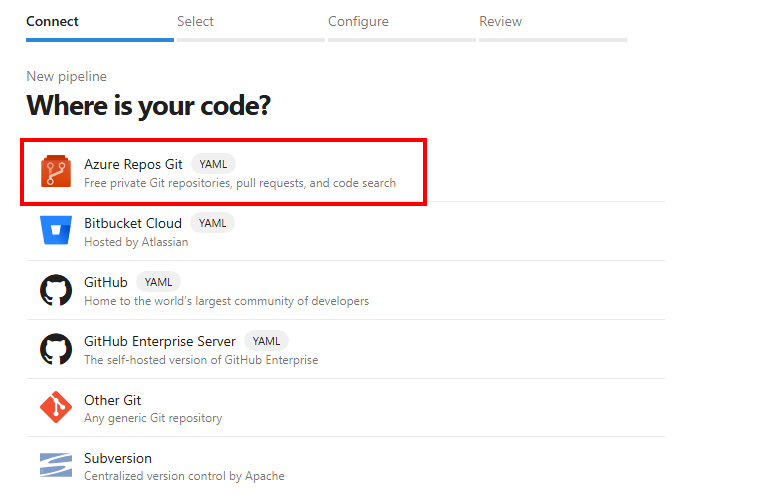 Connect Select Configure Review
New pipeline
Where is your code?
Azure Repos Git YAML
Free private Git repositories, pull requests, and code search
Bitbucket Cloud YAML
Hosted by Atlassian
GitHub YAML
Home to the world's largest community of developers
GitHub Enterprise Server YAML
The self-hosted version of GitHub Enterprise
Other Git
Any generic Git repository
Subversion
Centralized version control by Apache